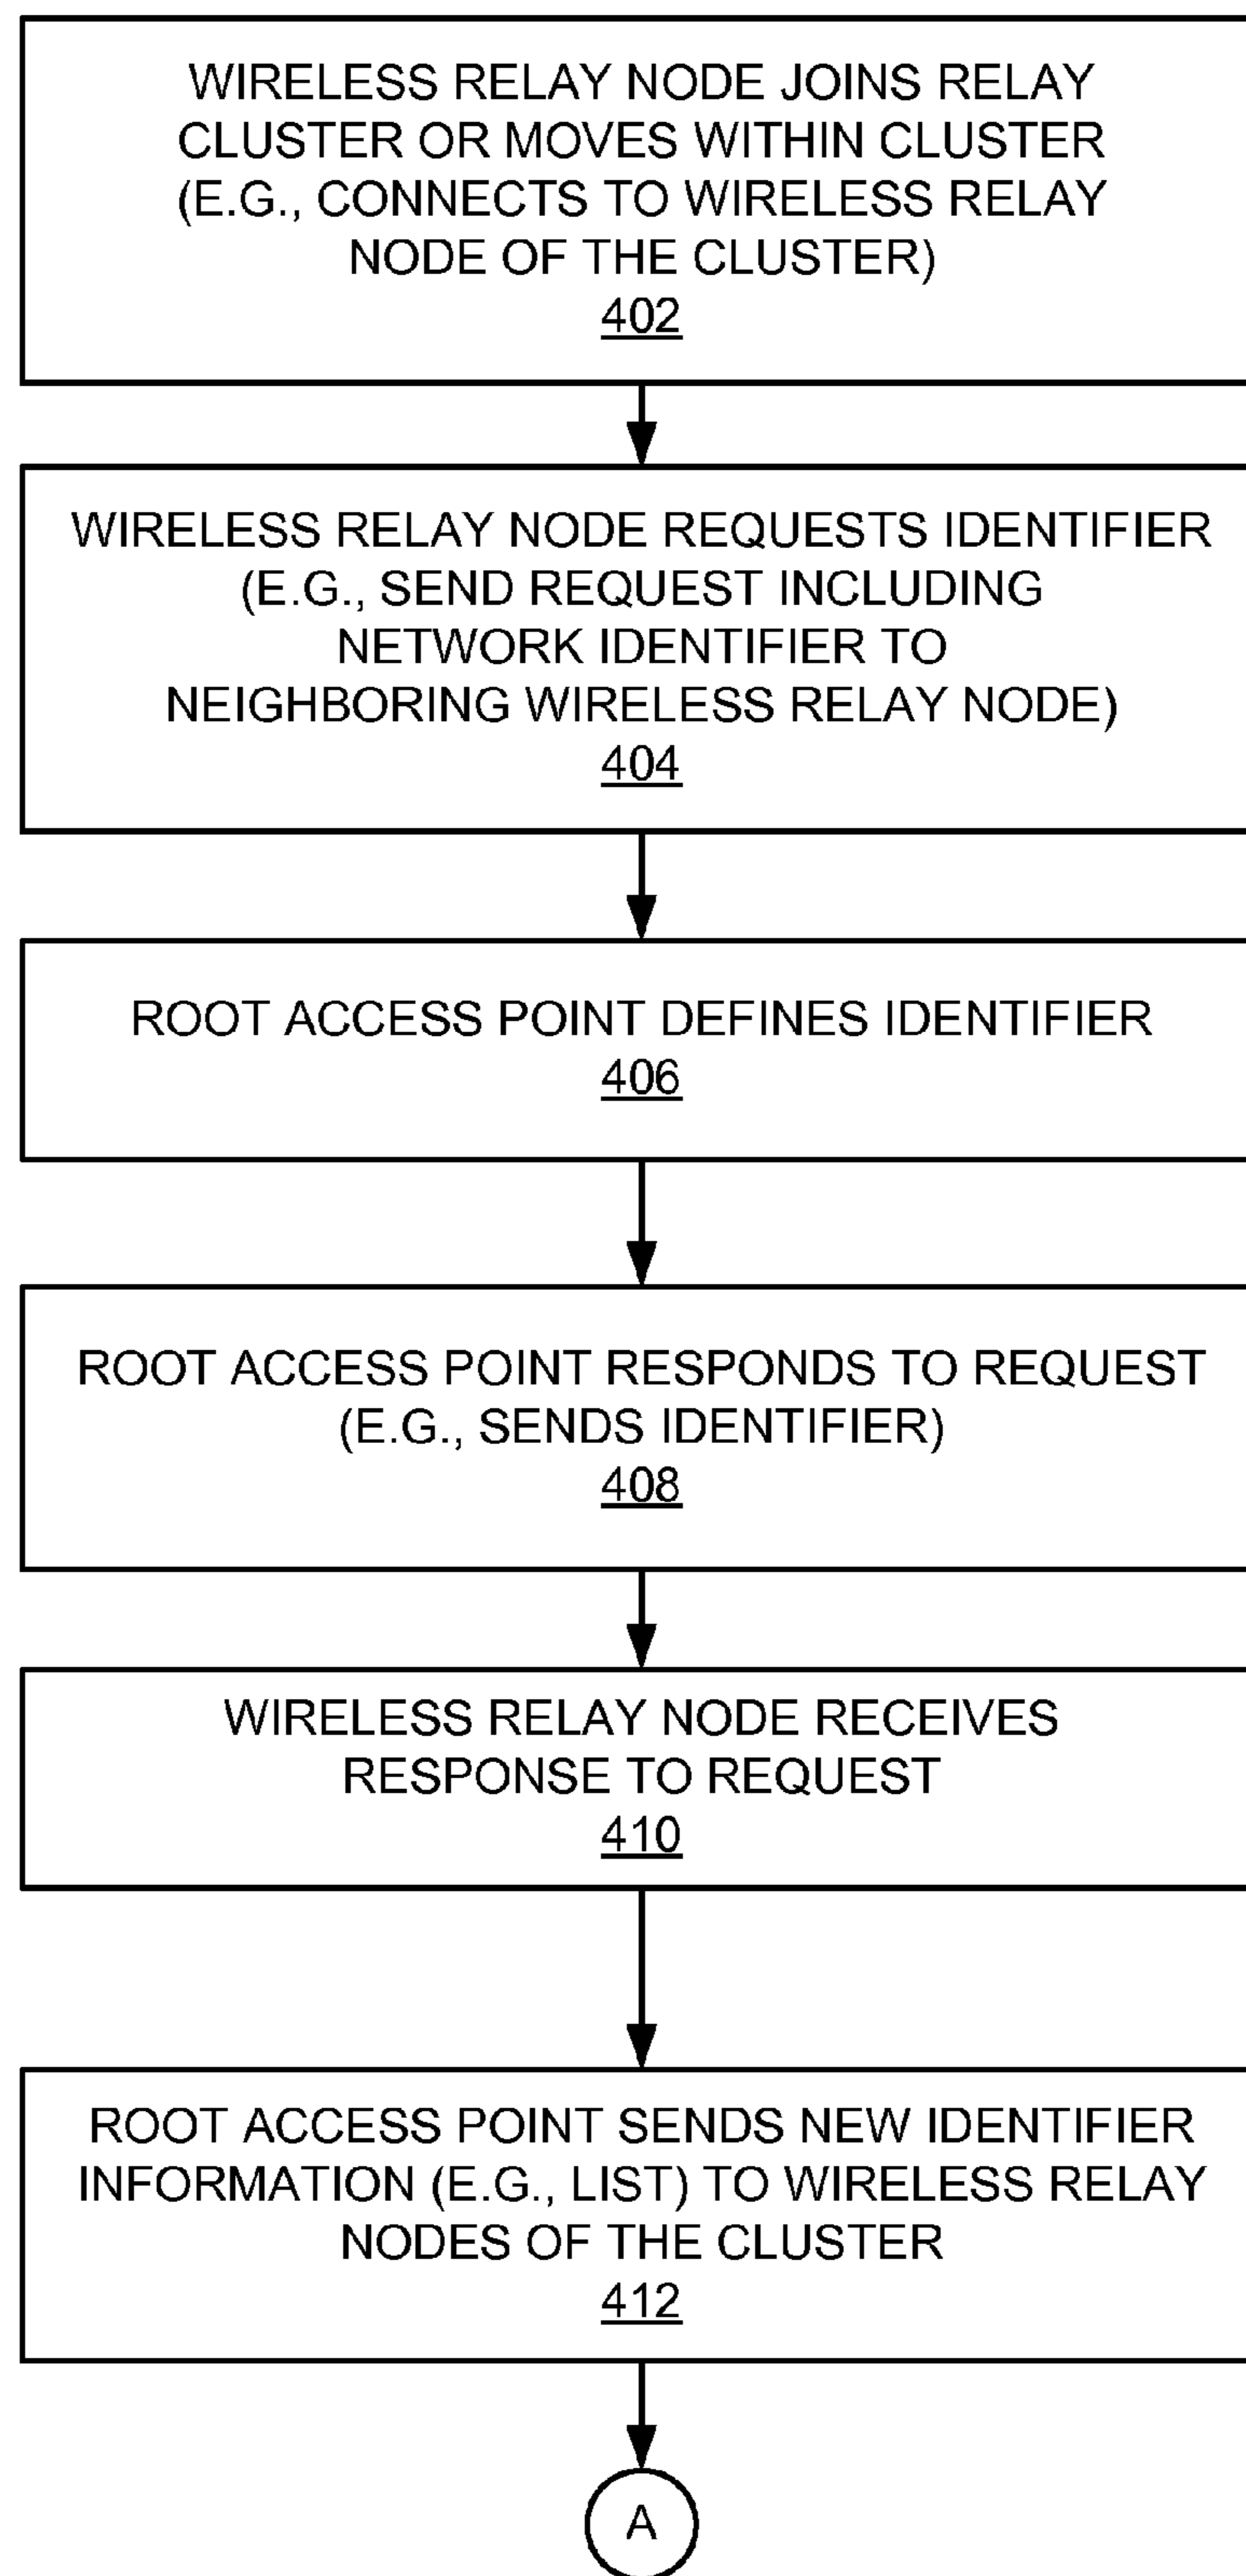 WIRELESS RELAY NODE JOINS RELAY
CLUSTER OR MOVES WITHIN CLUSTER
(E.G., CONNECTS TO WIRELESS RELAY
NODE OF THE CLUSTER)
402
WIRELESS RELAY NODE REQUESTS IDENTIFIER
(E.G., SEND REQUEST INCLUDING
NETWORK IDENTIFIER TO
NEIGHBORING WIRELESS RELAY NODE)
404
ROOT ACCESS POINT DEFINES IDENTIFIER
406
ROOT ACCESS POINT RESPONDS TO REQUEST
(E.G., SENDS IDENTIFIER)
408
WIRELESS RELAY NODE RECEIVES
RESPONSE TO REQUEST
410
ROOT ACCESS POINT SENDS NEW IDENTIFIER
INFORMATION (E.G., LIST) TO WIRELESS RELAY
NODES OF THE CLUSTER
412
A